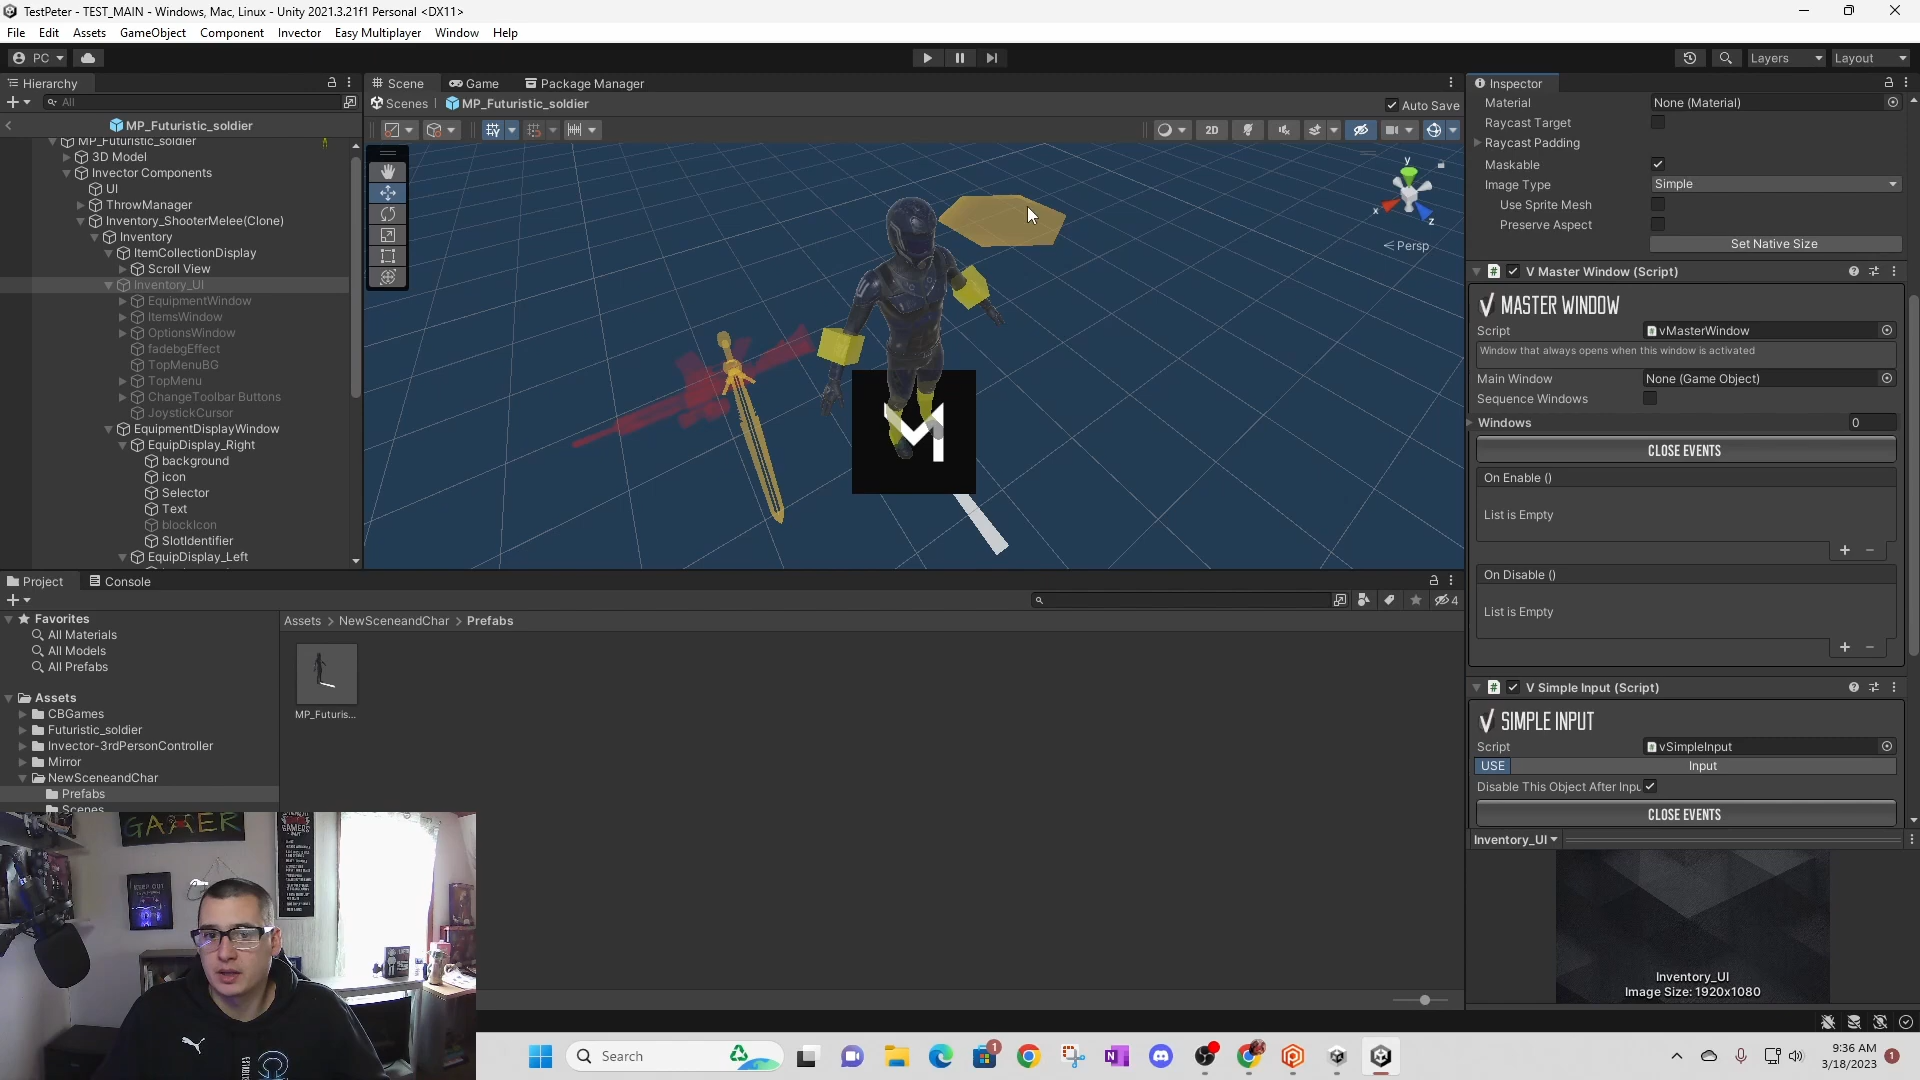 TestPeter - TEST_MAIN - Windows, Mac, Linux - Unity 2021.3.21f1 Personal <DX11>
File Edit Assets GameObject Component Invector Easy Multiplayer Window Help
PC Layers Layout
Hierarchy
All
MP_Futuristic_soldier
MP_Futuristic_soldier
3D Model
Invector Components
UI
ThrowManager
Inventory_ShooterMelee(Clone)
Inventory
ItemCollectionDisplay
Scroll View
Inventory_UI
EquipmentWindow
ItemsWindow
OptionsWindow
fadebgEffect
TopMenuBG
TopMenu
ChangeToolbar Buttons
JoystickCursor
EquipmentDisplayWindow
EquipDisplay_Right
background
icon
Selector
Text
blockIcon
SlotIdentifier
EquipDisplay_Left
Scene Game Package Manager
Scenes MP_Futuristic_soldier Auto Save
2D
y
x
z
Persp
Inspector
Material None (Material)
Raycast Target
Raycast Padding
Maskable
Image Type Simple
Use Sprite Mesh
Preserve Aspect
Set Native Size
V Master Window (Script)
MASTER WINDOW
Script vMasterWindow
Window that always opens when this window is activated
Main Window None (Game Object)
Sequence Windows
Windows 0
CLOSE EVENTS
On Enable ()
List is Empty
On Disable ()
List is Empty
V Simple Input (Script)
SIMPLE INPUT
Script vSimpleInput
USE Input
Disable This Object After Inpu
CLOSE EVENTS
Inventory_UI
Inventory_UI
Image Size: 1920x1080
Project Console
4
Favorites
All Materials
All Models
All Prefabs
Assets
CBGames
Futuristic_soldier
Invector-3rdPersonController
Mirror
NewSceneandChar
Prefabs
Scenes
Assets > NewSceneandChar > Prefabs
MP_Futuris...
GAMER
KEEP OUT
Search
1
9:36 AM
3/18/2023
1